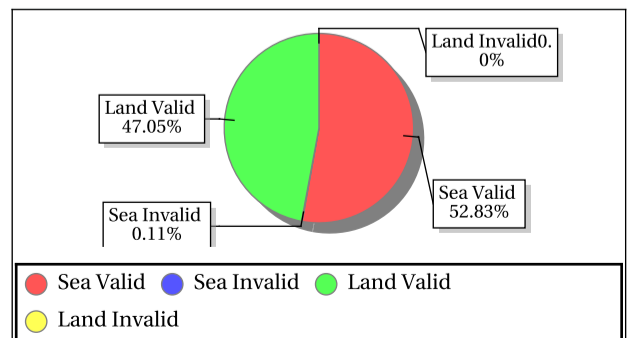 Land Invalid0.
0%
Land Valid
47.05%
Sea Valid
52.83%
Sea Invalid
0.11%
Sea Valid
Sea Invalid
Land Valid
Land Invalid